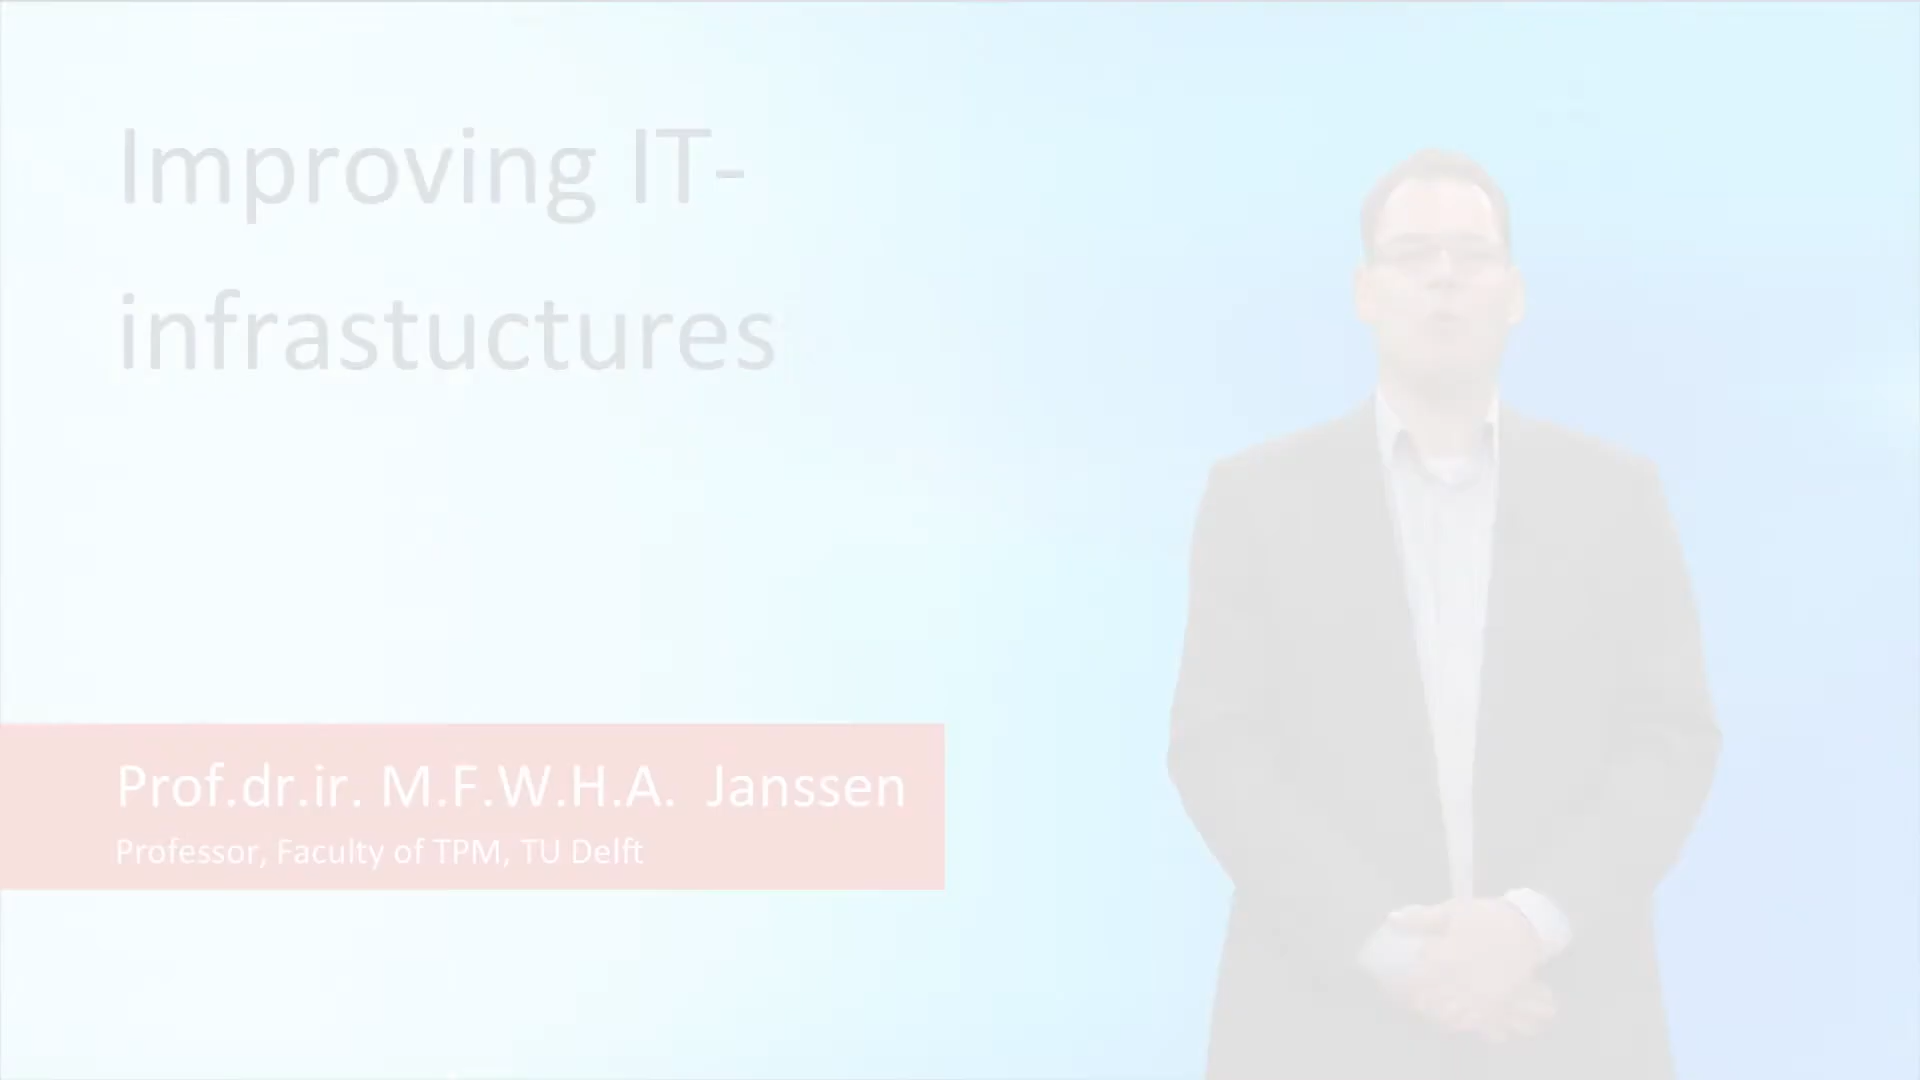 Improving IT-
infrastuctures
Prof.dr.ir. M.F.W.H.A. Janssen
Professor, Faculty of TPM, TU Delft